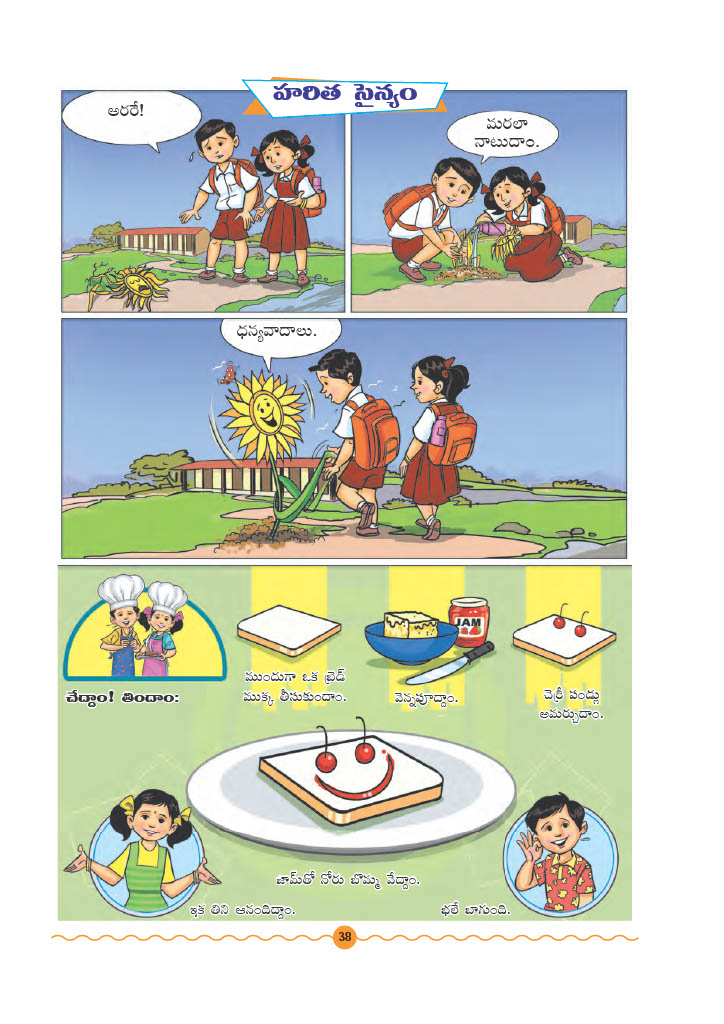 హరిత సైన్యం
అరరే!
మరలా
నాటుదాం.
ధన్యవాదాలు.
చేద్దాం! తిందాం:
ముందుగా ఒక బ్రెడ్
ముక్క తీసుకుందాం.
JAM
వెన్నపూద్దాం.
చెర్రీ పండ్లు
అమర్చుదాం.
జామ్‌తో నోరు బొమ్మ వేద్దాం.
ఇక తిని ఆనందిద్దాం.
భలే బాగుంది.
38